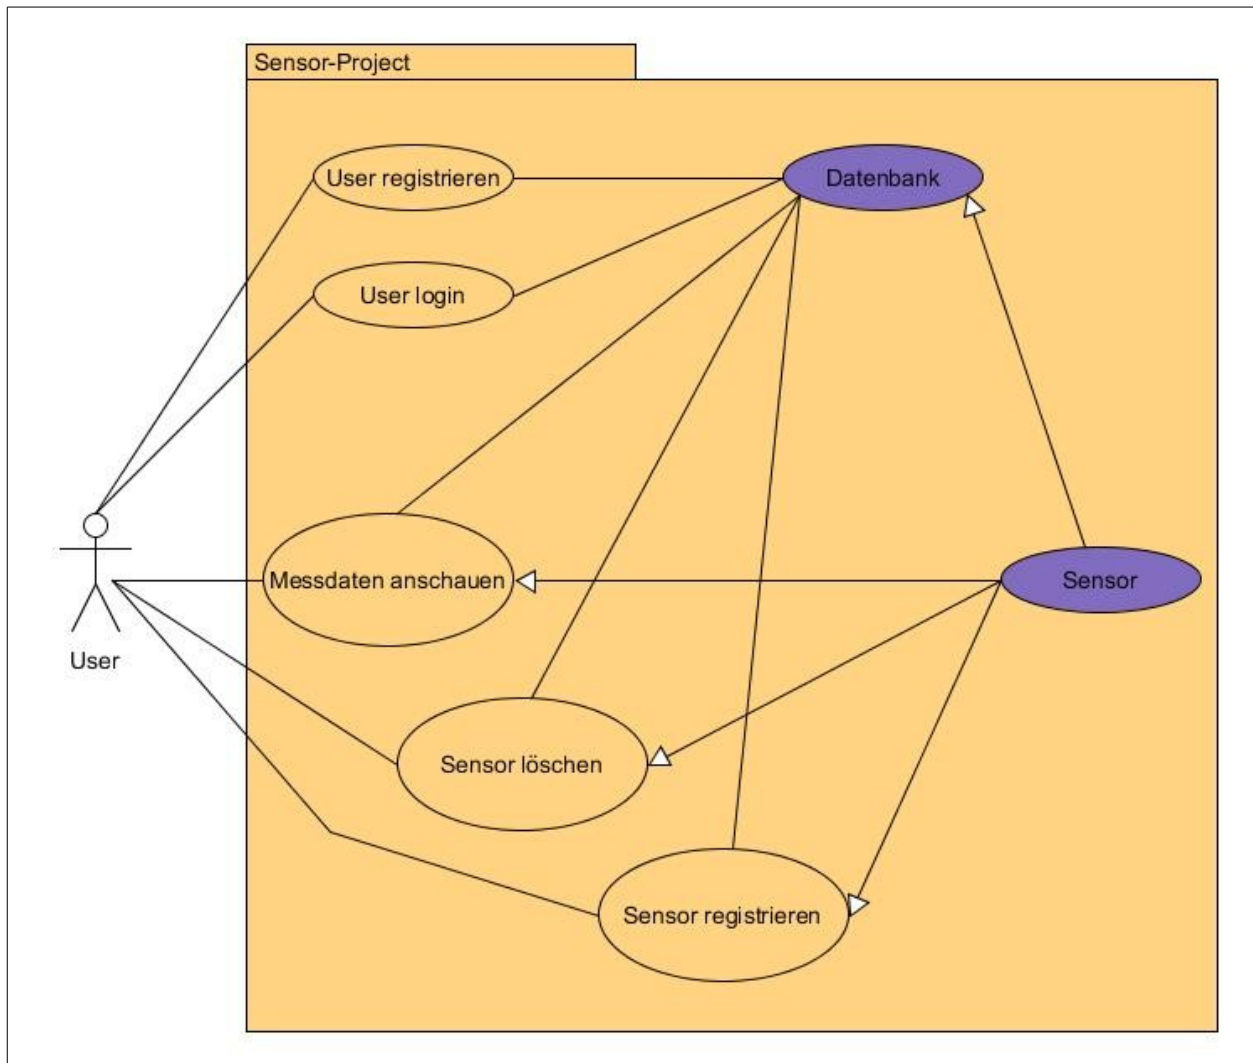 Sensor-Project
User registrieren
Datenbank
User login
Messdaten anschauen
Sensor
User
Sensor löschen
Sensor registrieren